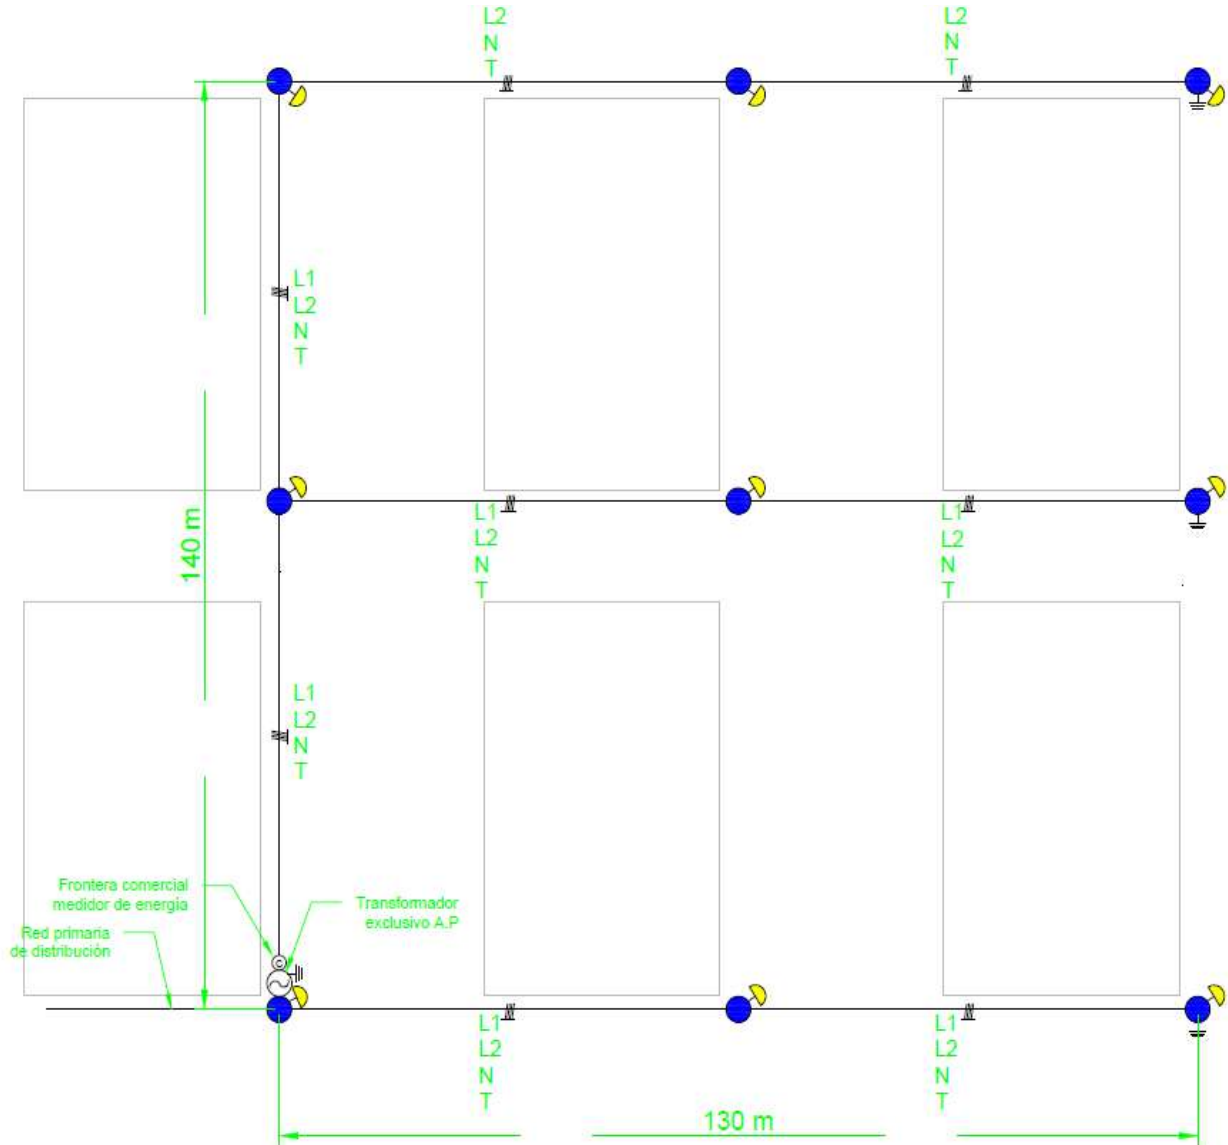 L2
N
T
L2
N
T
L1
L2
N
T
140 m
L1
L2
N
T
L1
L2
N
T
L1
L2
N
T
Frontera comercial
medidor de energía
Transformador
exclusivo A.P
Red primaria
de distribución
L1
L2
N
T
L1
L2
N
T
130 m